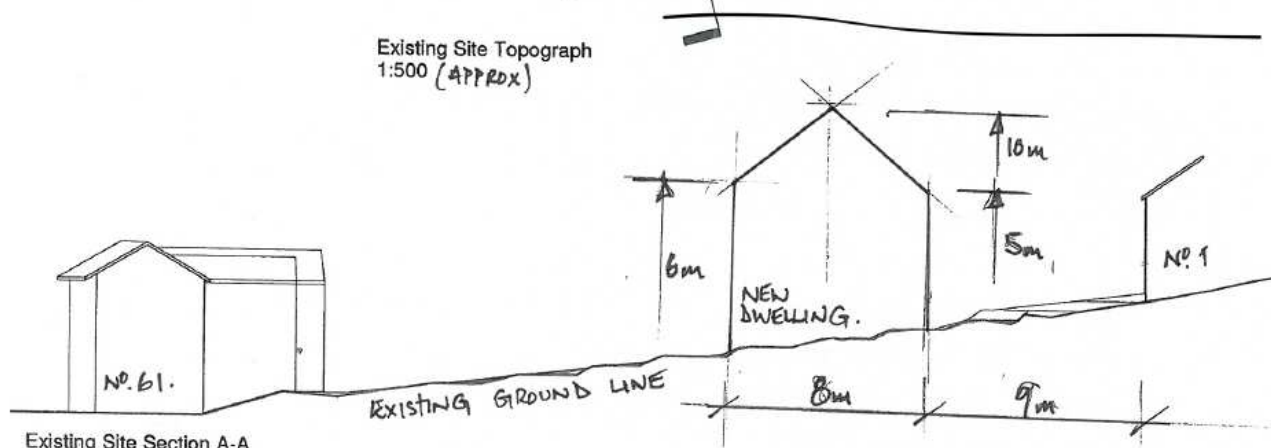 Existing Site Topograph
1:500 (APPROX)
10m
6m
5m
No. 1
NEW
DWELLING.
No. 61.
EXISTING GROUND LINE
8m
9m
Existing Site Section A-A